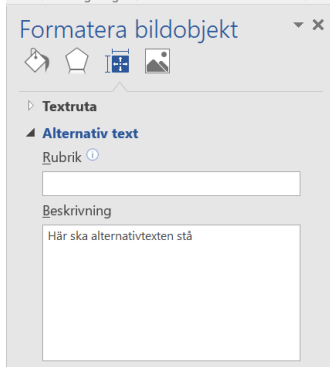 Formatera bildobjekt
Textruta
Alternativ text
Rubrik
Beskrivning
Här ska alternativtexten stå